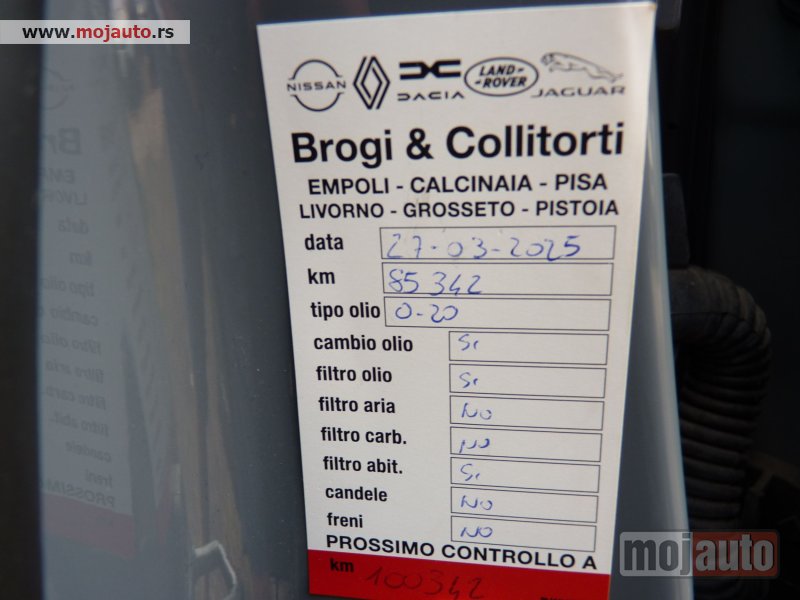 www.mojauto.rs
NISSAN
DACIA
LAND ROVER
JAGUAR
Brogi & Collitorti
EMPOLI - CALCINAIA - PISA
LIVORNO - GROSSETO - PISTOIA
data 27-03-2025
km 85342
tipo olio 0-20
cambio olio Si
filtro olio Si
filtro aria NO
filtro carb. NO
filtro abit. Si
candele NO
freni NO
PROSSIMO CONTROLLO A
km 100342
mojauto